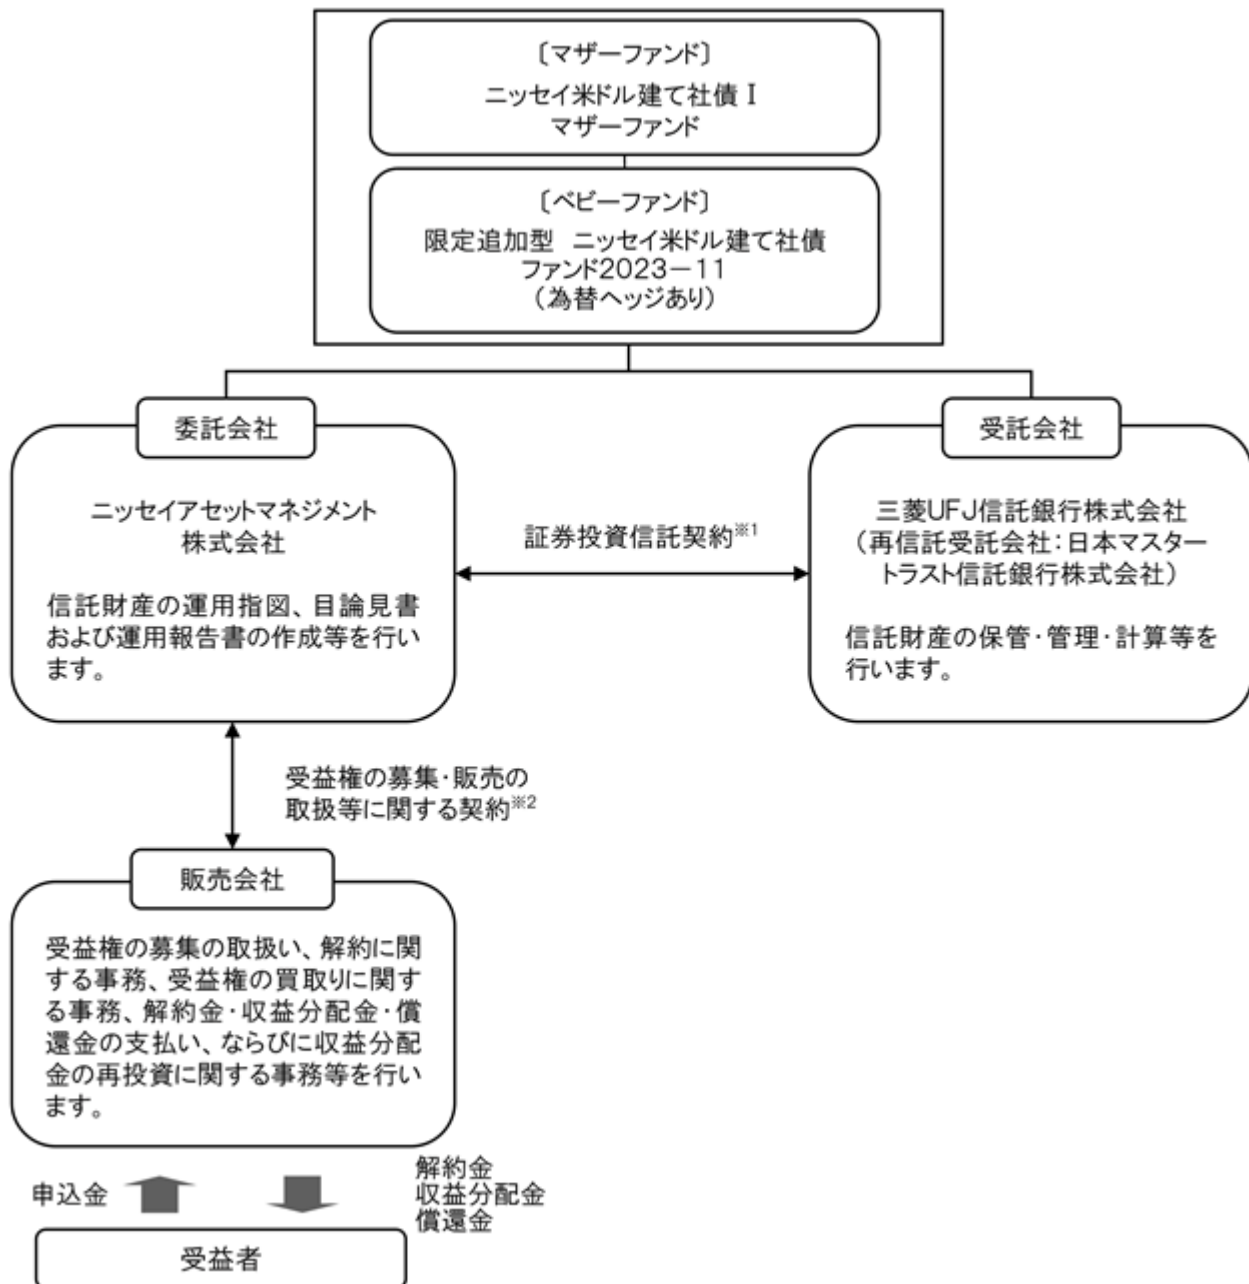 〔マザーファンド〕
ニッセイ米ドル建て社債Ⅰ
マザーファンド
〔ベビーファンド〕
限定追加型　ニッセイ米ドル建て社債
ファンド2023－11
（為替ヘッジあり）
委託会社
ニッセイアセットマネジメント
株式会社
信託財産の運用指図、目論見書
および運用報告書の作成等を行い
ます。
証券投資信託契約※1
受託会社
三菱UFJ信託銀行株式会社
（再信託受託会社：日本マスター
トラスト信託銀行株式会社）
信託財産の保管・管理・計算等を
行います。
受益権の募集・販売の
取扱等に関する契約※2
販売会社
受益権の募集の取扱い、解約に関
する事務、受益権の買取りに関す
る事務、解約金・収益分配金・償
還金の支払い、ならびに収益分配
金の再投資に関する事務等を行い
ます。
申込金
解約金
収益分配金
償還金
受益者